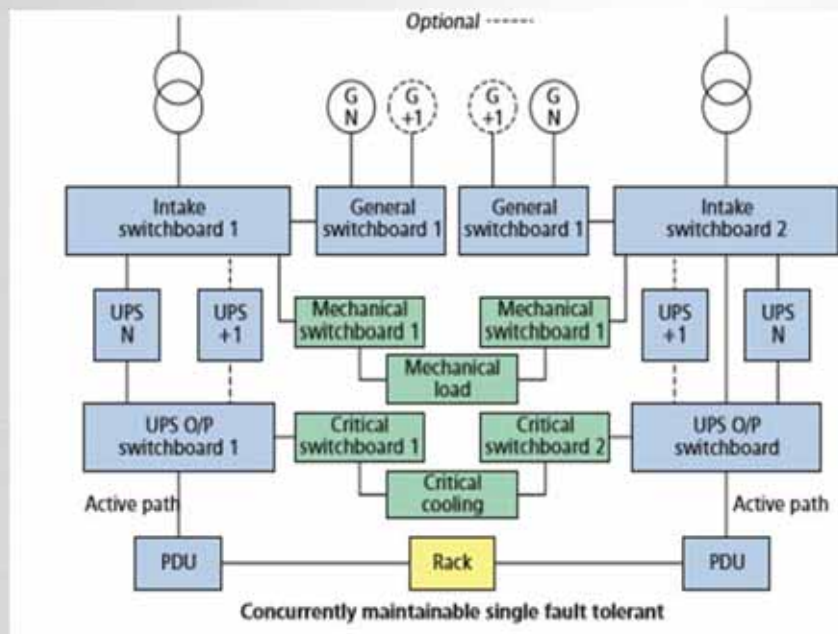 Optional
G
N
G
+1
G
+1
G
N
Intake
switchboard 1
General
switchboard 1
General
switchboard 1
Intake
switchboard 2
UPS
N
UPS
+1
Mechanical
switchboard 1
Mechanical
switchboard 1
UPS
+1
UPS
N
Mechanical
load
UPS O/P
switchboard 1
Critical
switchboard 1
Critical
switchboard 2
UPS O/P
switchboard
Critical
cooling
Active path
Active path
PDU
Rack
PDU
Concurrently maintainable single fault tolerant